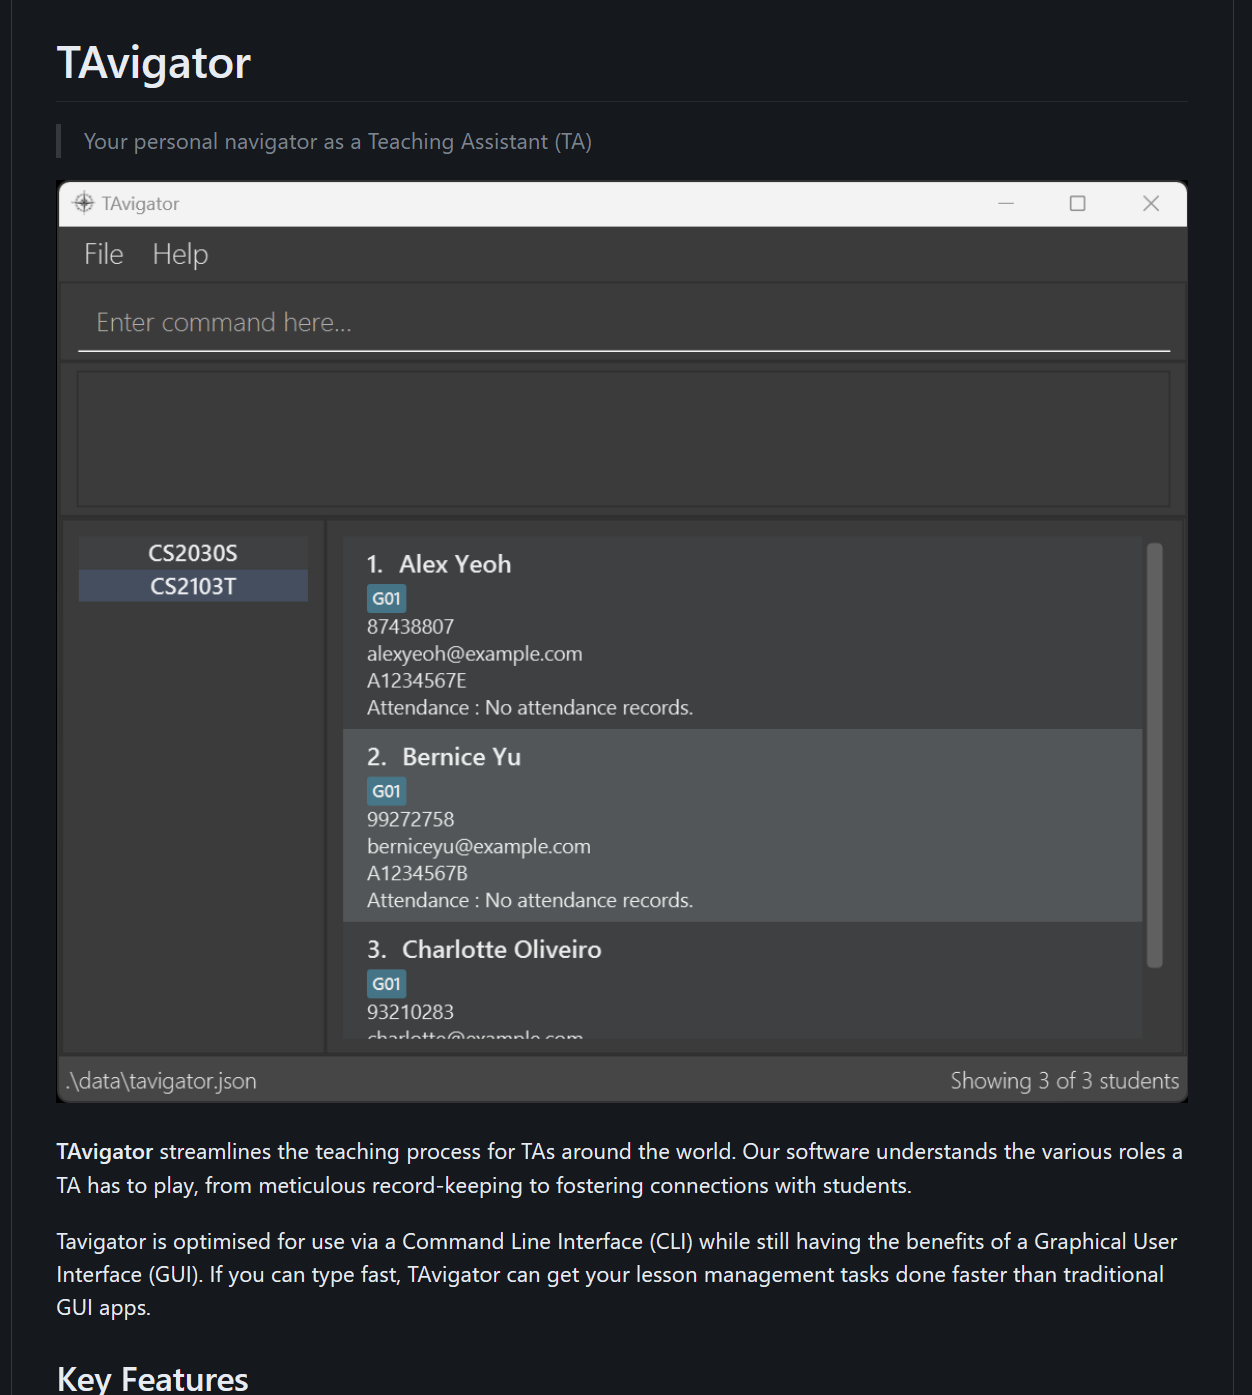 TAvigator
Your personal navigator as a Teaching Assistant (TA)
TAvigator
File Help
Enter command here...
CS2030S
CS2103T
1. Alex Yeoh
G01
87438807
alexyeoh@example.com
A1234567E
Attendance : No attendance records.
2. Bernice Yu
G01
99272758
berniceyu@example.com
A1234567B
Attendance : No attendance records.
3. Charlotte Oliveiro
G01
93210283
charlotte@example.com
.\data\tavigator.json
Showing 3 of 3 students
TAvigator streamlines the teaching process for TAs around the world. Our software understands the various roles a
TA has to play, from meticulous record-keeping to fostering connections with students.
Tavigator is optimised for use via a Command Line Interface (CLI) while still having the benefits of a Graphical User
Interface (GUI). If you can type fast, TAvigator can get your lesson management tasks done faster than traditional
GUI apps.
Key Features